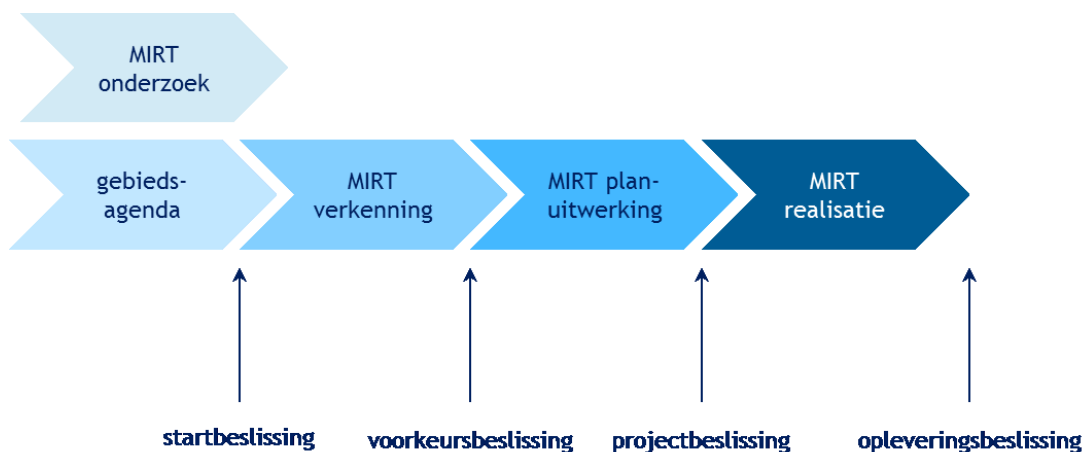 MIRT
onderzoek
gebieds-
agenda
MIRT
verkenning
MIRT plan-
uitwerking
MIRT
realisatie
startbeslissing
voorkeursbeslissing
projectbeslissing
opleveringsbeslissing